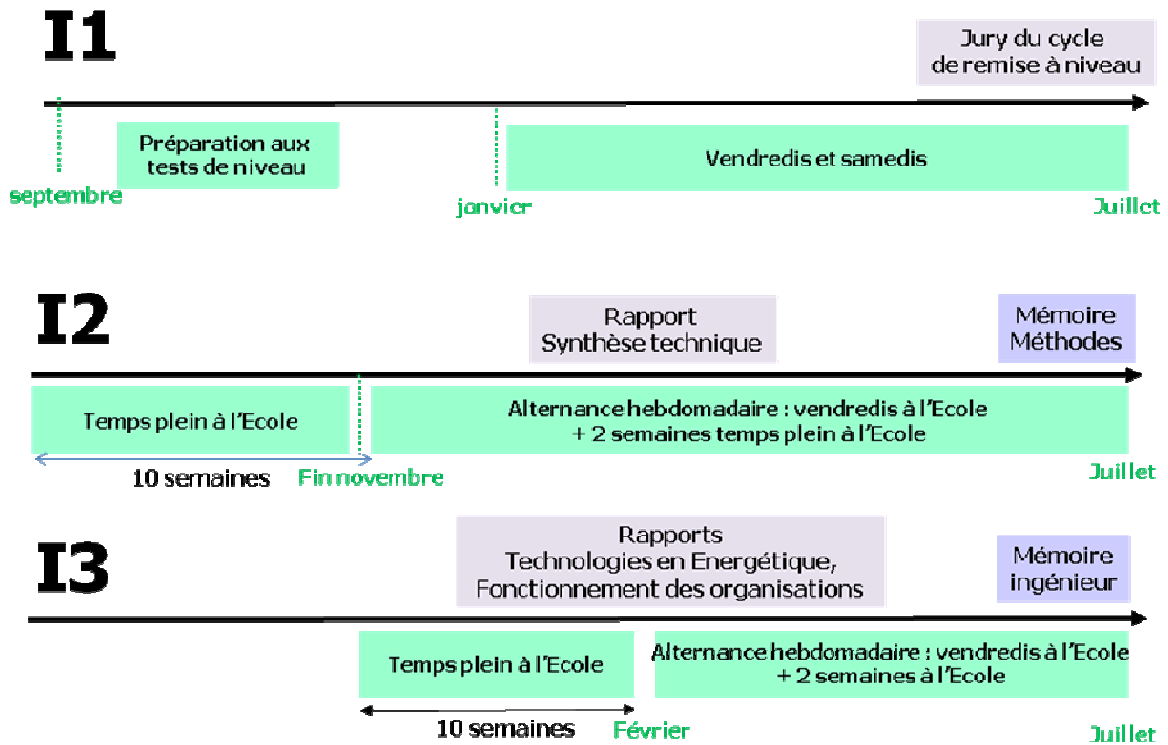 I1
Jury du cycle
de remise à niveau
Préparation aux
tests de niveau
Vendredis et samedis
septembre
janvier
Juillet
I2
Rapport
Synthèse technique
Mémoire
Méthodes
Temps plein à l'Ecole
Alternance hebdomadaire : vendredis à l'Ecole
+ 2 semaines temps plein à l'Ecole
10 semaines
Fin novembre
Juillet
I3
Rapports
Technologies en Energétique,
Fonctionnement des organisations
Mémoire
ingénieur
Temps plein à l'Ecole
Alternance hebdomadaire : vendredis à l'Ecole
+ 2 semaines à l'Ecole
10 semaines
Février
Juillet